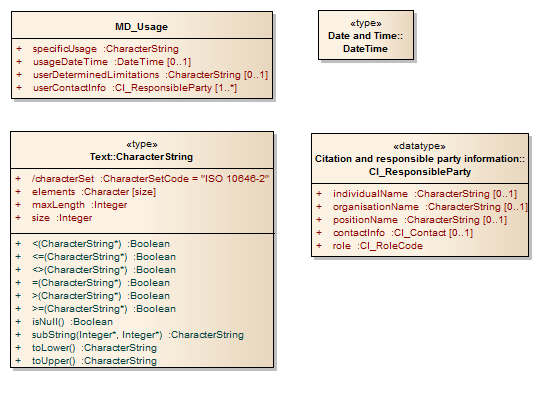 MD_Usage
+ specificUsage :CharacterString
+ usageDateTime :DateTime [0..1]
+ userDeterminedLimitations :CharacterString [0..1]
+ userContactInfo :CI_ResponsibleParty [1..*]
«type»
Date and Time::
DateTime
«type»
Text::CharacterString
+ /characterSet :CharacterSetCode = "ISO 10646-2"
+ elements :Character [size]
+ maxLength :Integer
+ size :Integer
+ <(CharacterString*) :Boolean
+ <=(CharacterString*) :Boolean
+ <>(CharacterString*) :Boolean
+ =(CharacterString*) :Boolean
+ >(CharacterString*) :Boolean
+ >=(CharacterString*) :Boolean
+ isNull() :Boolean
+ subString(Integer*, Integer*) :CharacterString
+ toLower() :CharacterString
+ toUpper() :CharacterString
«datatype»
Citation and responsible party information::
CI_ResponsibleParty
+ individualName :CharacterString [0..1]
+ organisationName :CharacterString [0..1]
+ positionName :CharacterString [0..1]
+ contactInfo :CI_Contact [0..1]
+ role :CI_RoleCode